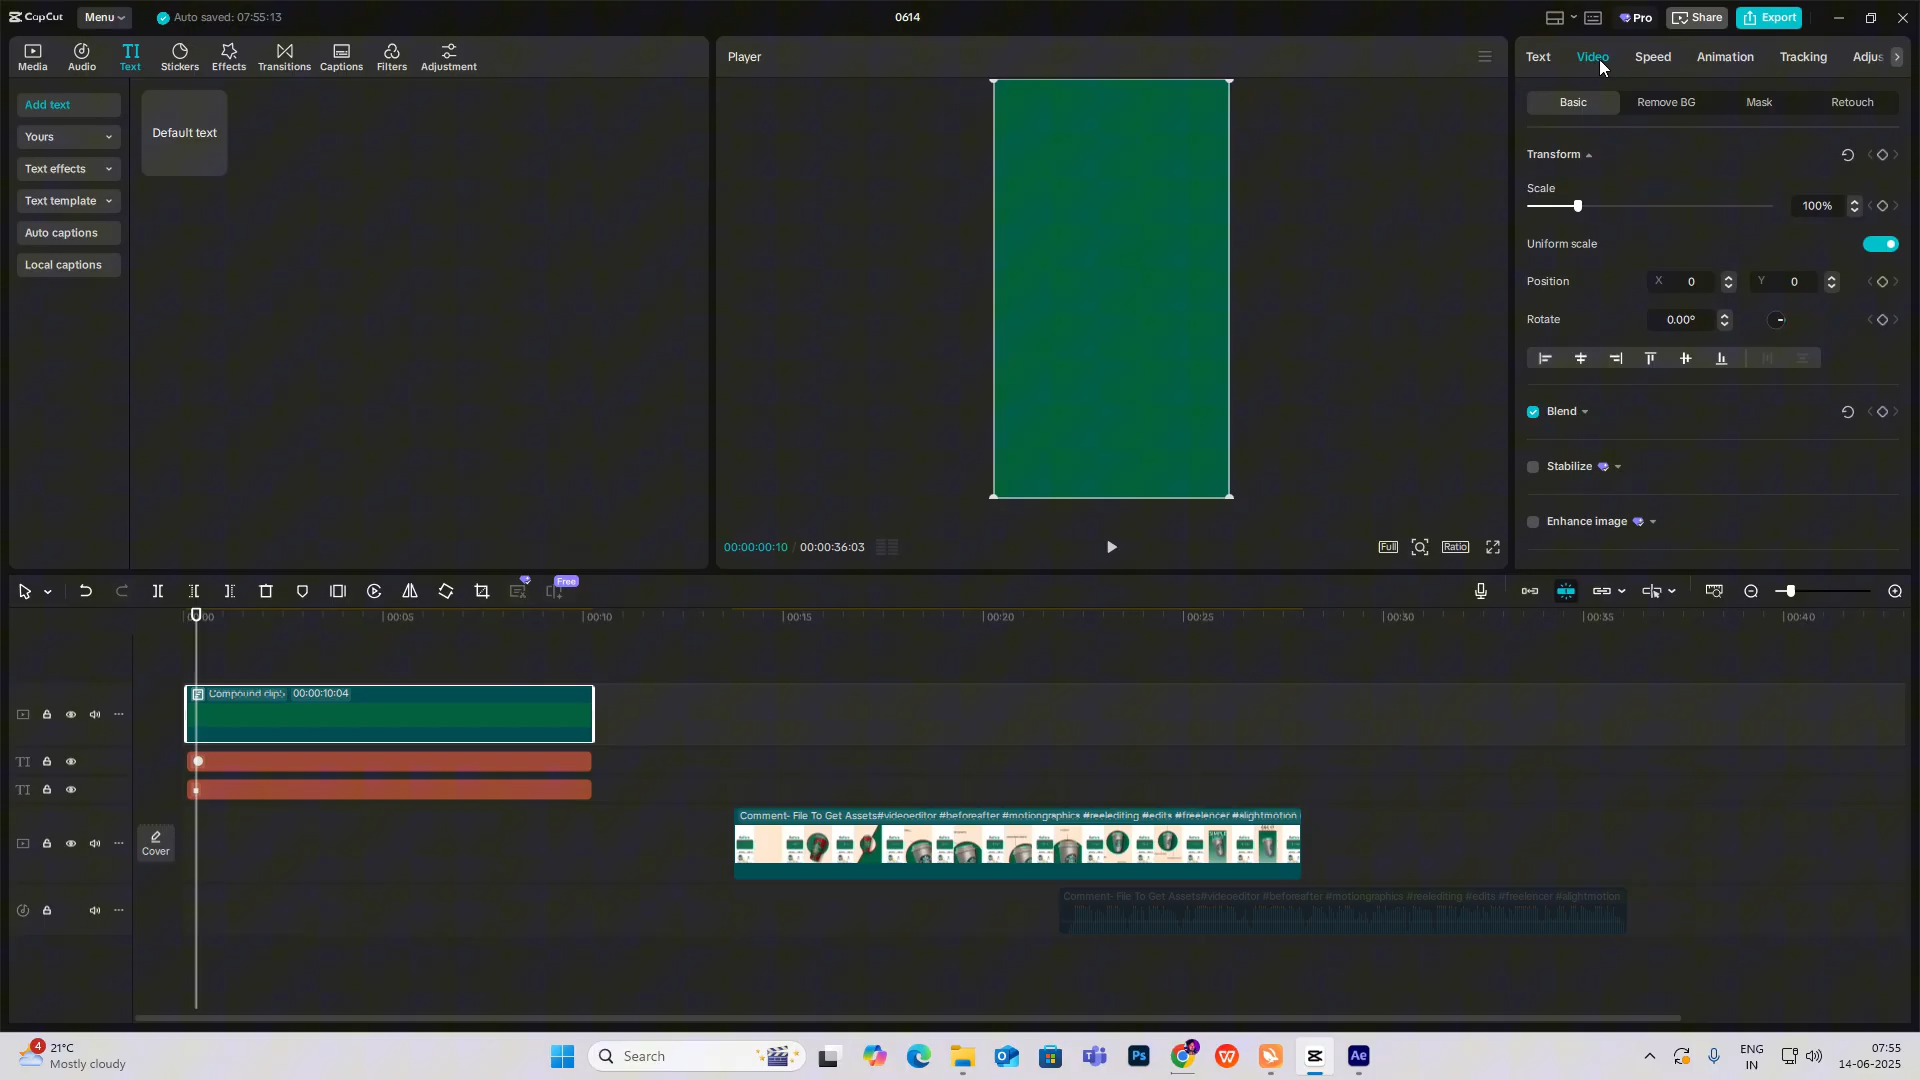 CapCut
Menu
Auto saved: 07:55:13
0614
Pro
Share
Export
Media
Audio
TI
Text
Stickers
Effects
Transitions
Captions
Filters
Adjustment
Player
Text
Video
Speed
Animation
Tracking
Adjus
Add text
Yours
Text effects
Text template
Auto captions
Local captions
Default text
Basic
Remove BG
Mask
Retouch
Transform
Scale
100%
Uniform scale
Position
X 0
Y 0
Rotate
0.00°
Blend
Stabilize
Enhance image
00:00:00:10 / 00:00:36:03
Full
Ratio
Free
00:05
00:10
00:15
00:20
00:25
00:30
00:35
00:40
00:00:10:04
TI
TI
Cover
Comment- File To Get Assets#videoeditor #beforeafter #motiongraphics #reelediting #edits #freelencer #alightmotion
Comment- File To Get Assets#videoeditor #beforeafter #motiongraphics #reelediting #edits #freelencer #alightmotion
4
21°C
Mostly cloudy
Search
Ps
Ae
ENG
IN
07:55
14-06-2025